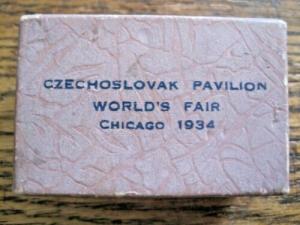 CZECHOSLOVAK PAVILION
WORLD'S FAIR
CHICAGO 1934